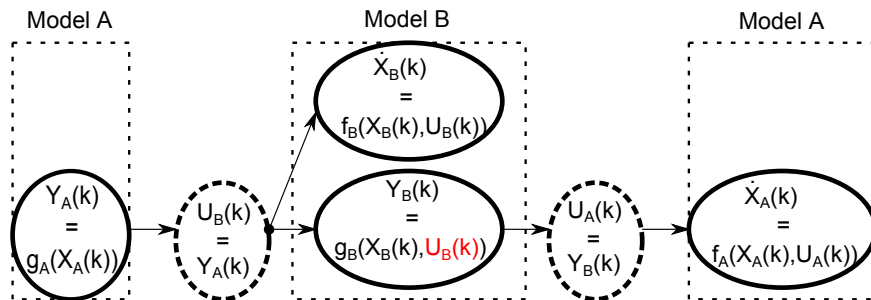 Model A
Model B
Model A
Y_A(k)
=
g_A(X_A(k))
U_B(k)
=
Y_A(k)
Ẋ_B(k)
=
f_B(X_B(k),U_B(k))
Y_B(k)
=
g_B(X_B(k),U_B(k))
U_A(k)
=
Y_B(k)
Ẋ_A(k)
=
f_A(X_A(k),U_A(k))